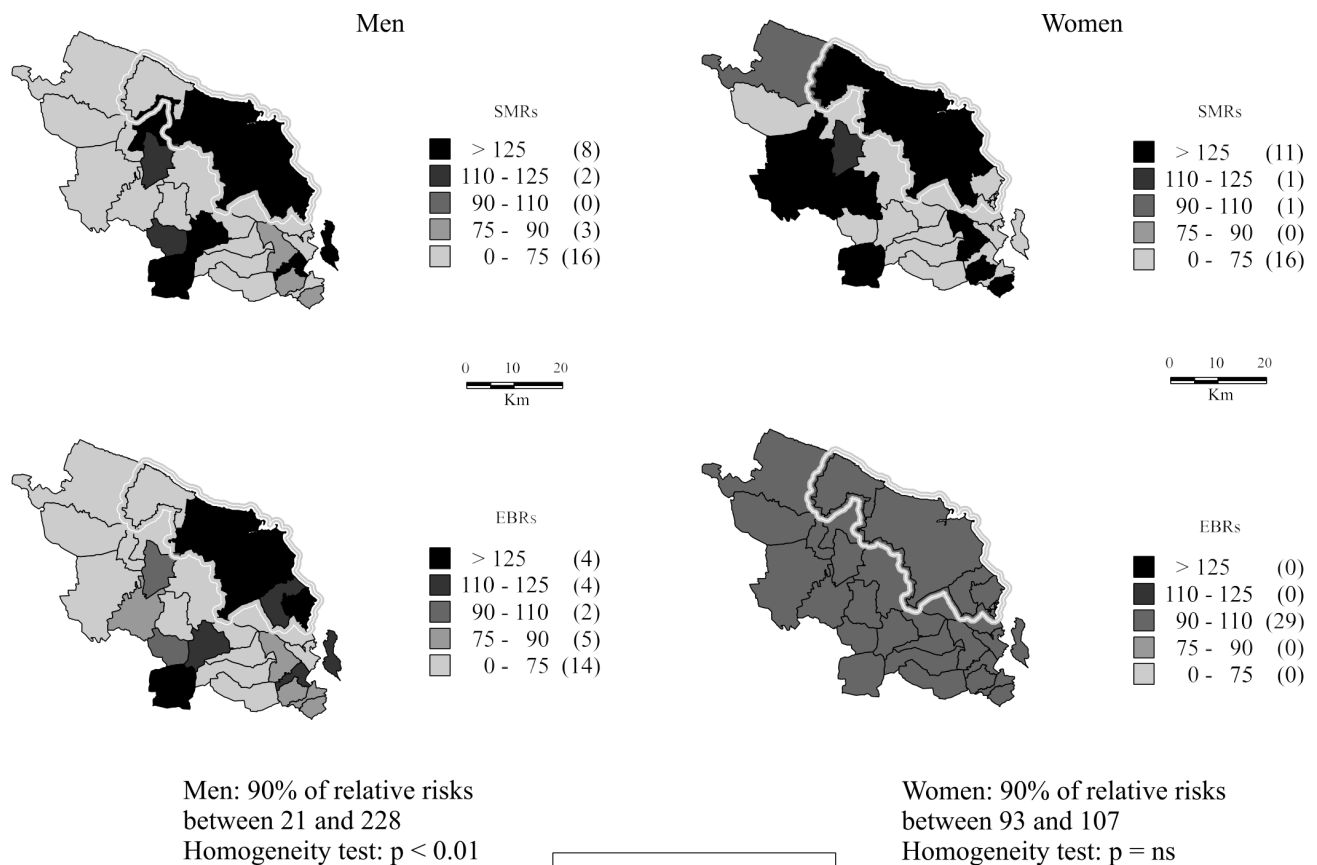 Men
Women
SMRs
> 125 (8)
110 - 125 (2)
90 - 110 (0)
75 - 90 (3)
0 - 75 (16)
SMRs
> 125 (11)
110 - 125 (1)
90 - 110 (1)
75 - 90 (0)
0 - 75 (16)
0 10 20
Km
0 10 20
Km
EBRs
> 125 (4)
110 - 125 (4)
90 - 110 (2)
75 - 90 (5)
0 - 75 (14)
EBRs
> 125 (0)
110 - 125 (0)
90 - 110 (29)
75 - 90 (0)
0 - 75 (0)
Men: 90% of relative risks
between 21 and 228
Homogeneity test: p < 0.01
Women: 90% of relative risks
between 93 and 107
Homogeneity test: p = ns